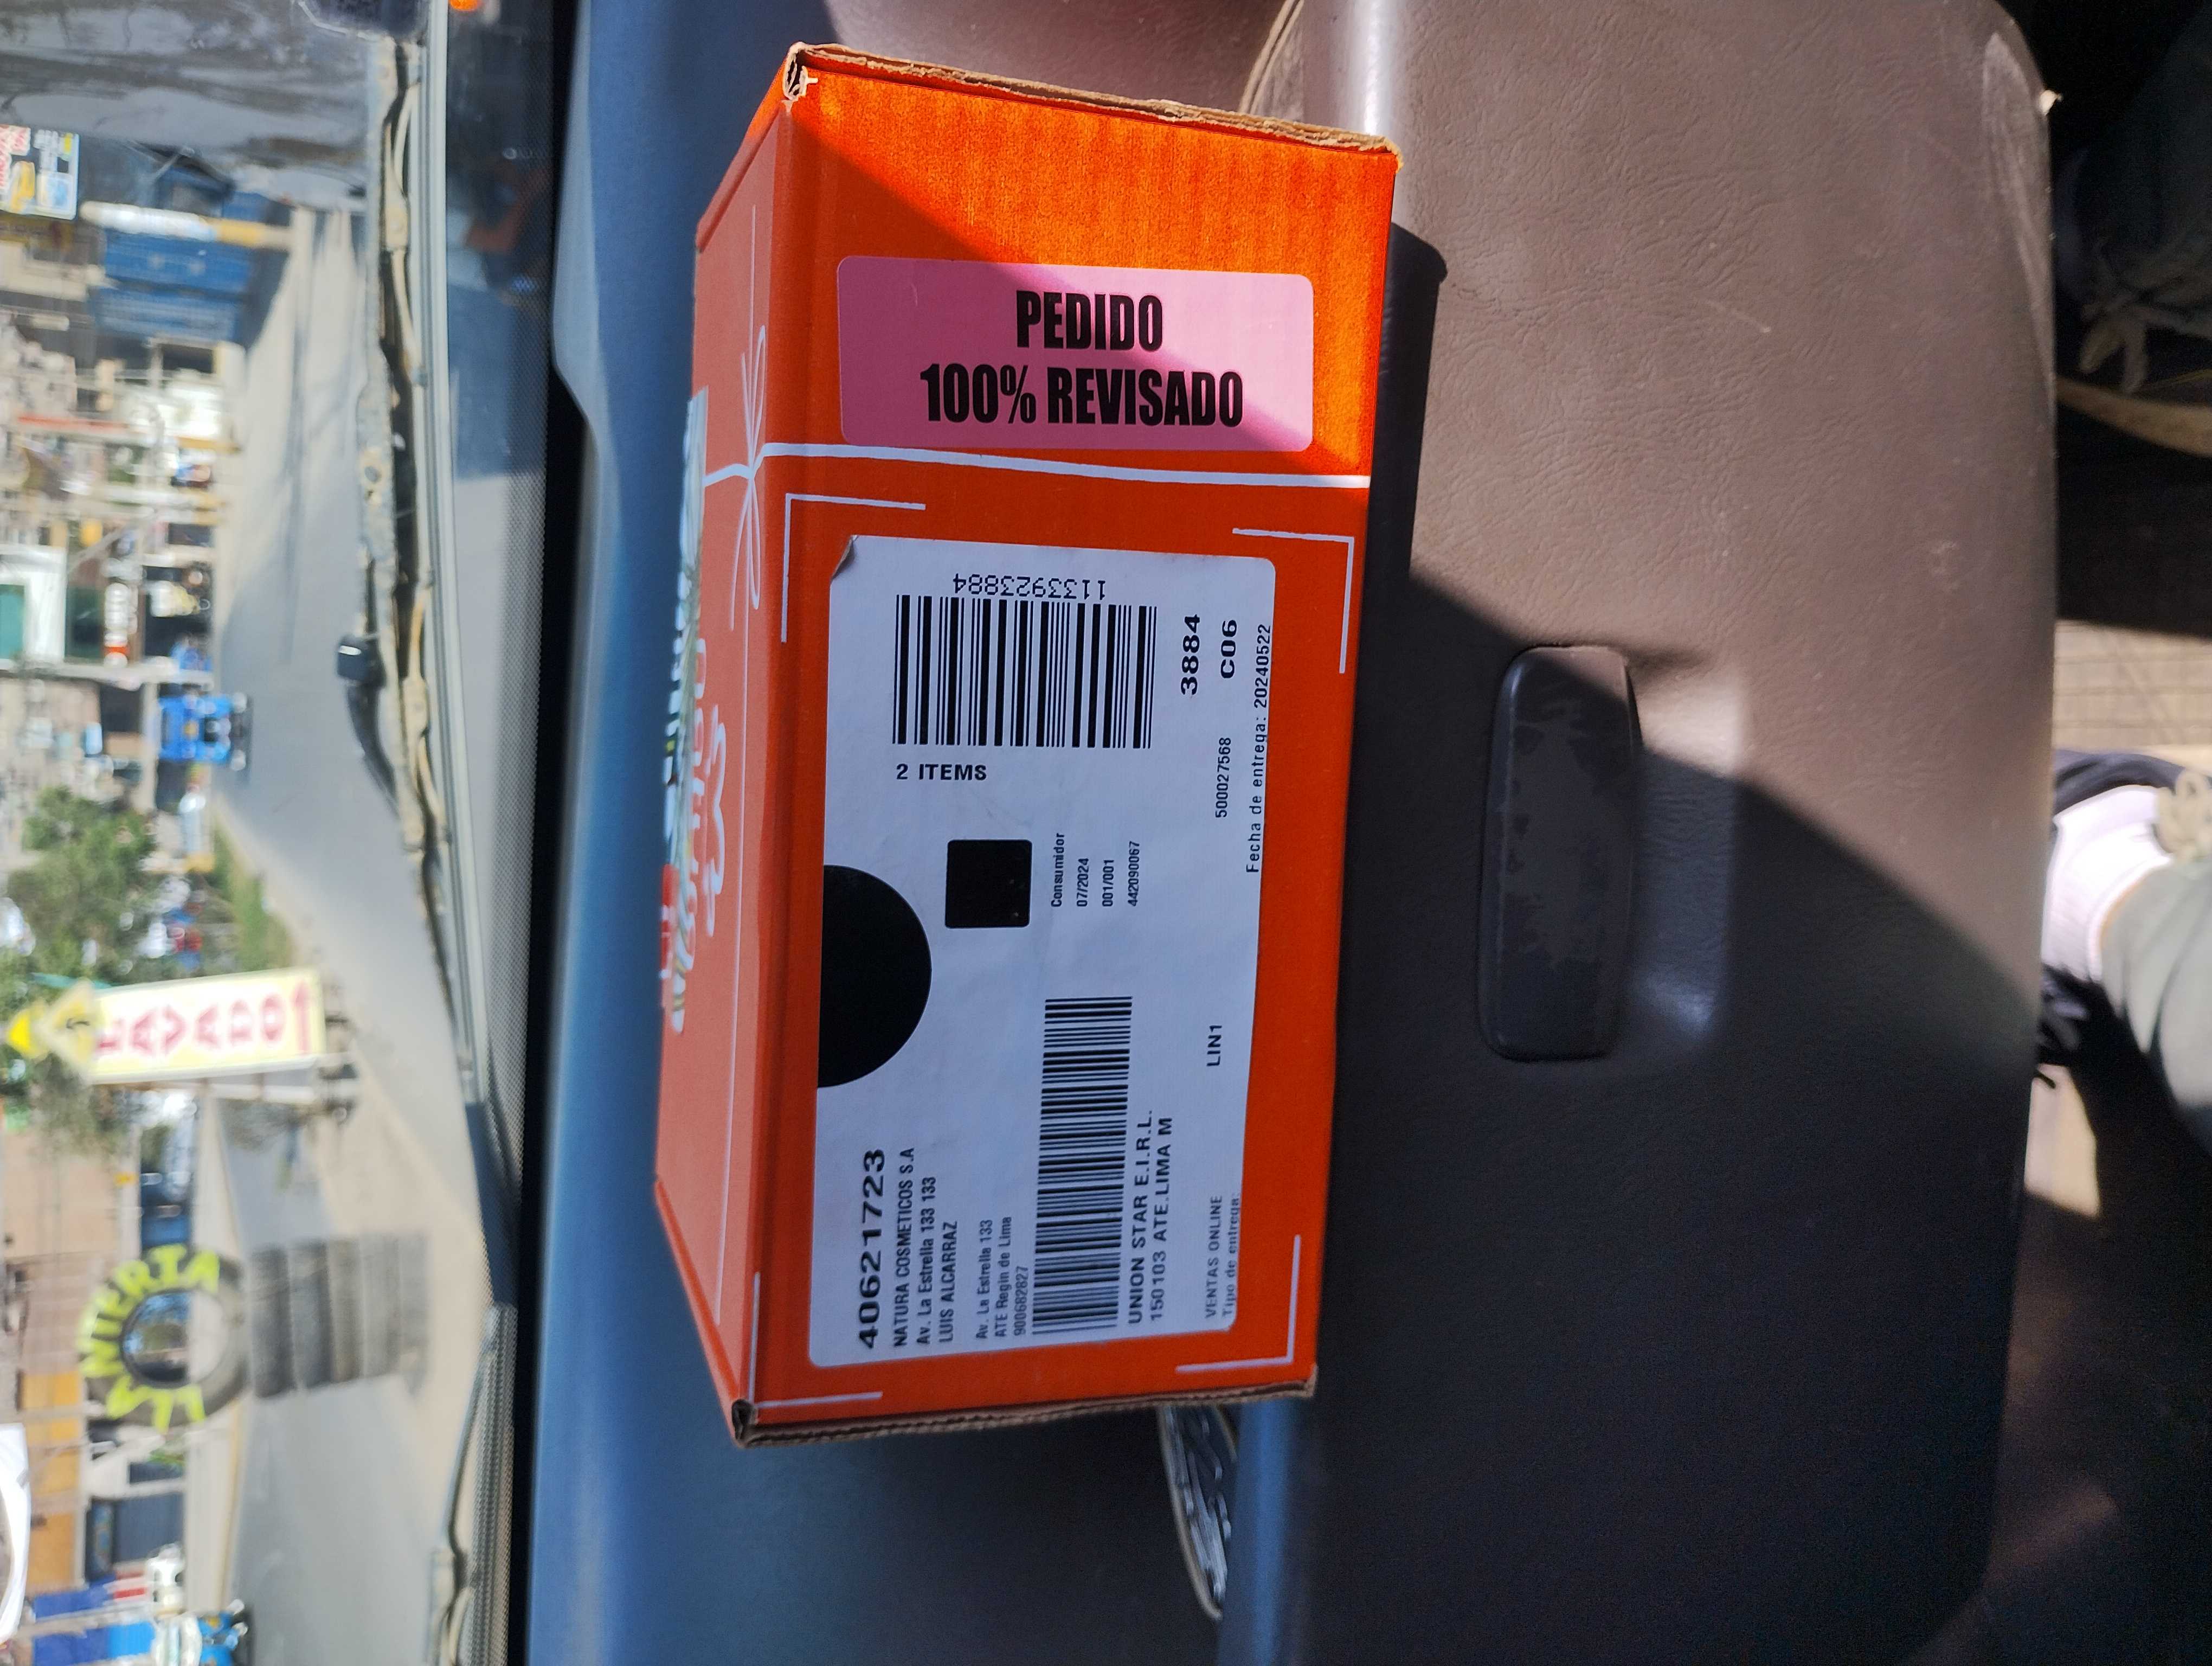 PEDIDO
100% REVISADO
406621723
NATURA COSMETICOS S.A
Av. La Estrella 133 133
LUIS ALCARRAZ
Av. La Estrella 133
ATE Regin de Lima
9006828827
UNION STAR E.I.R.L.
150103 ATE.LIMA M
VENTAS ONLINE
Tipo de entrega:
LIN1
2 ITEMS
1133923884
Consumidor
07/2024
001/001
442090067
3884
C06
500027568
Fecha de entrega: 20240522
LAVADO